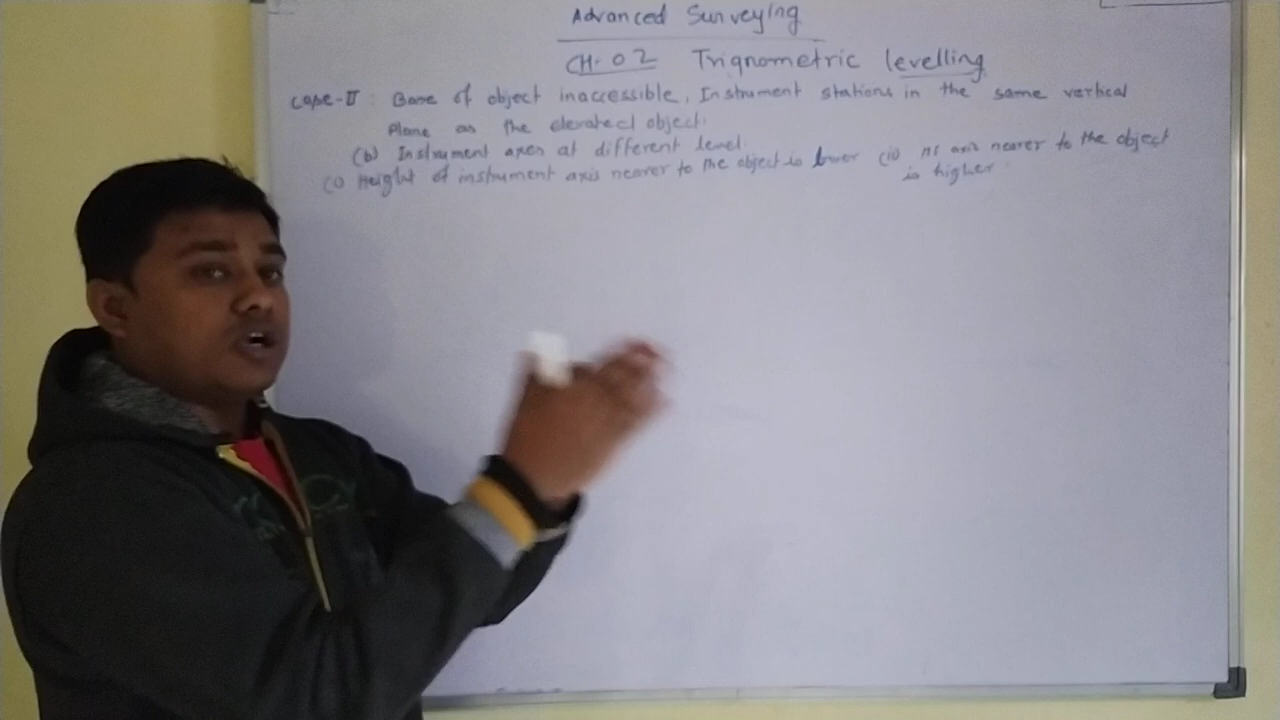 Advanced Surveying
CH-02 Trignometric levelling
Case-II : Base of object inaccessible, Instrument stations in the same vertical
Plane as the elevated object.
(b) Instrument axes at different level.
(i) Height of instrument axis nearer to the object is lower (ii) axis nearer to the object
is higher